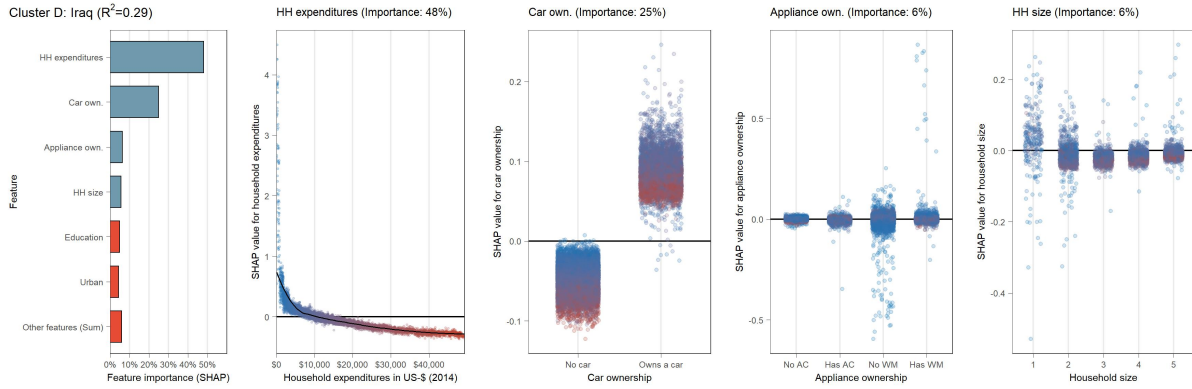 Cluster D: Iraq (R²=0.29)
Feature
HH expenditures
Car own.
Appliance own.
HH size
Education
Urban
Other features (Sum)
0% 10% 20% 30% 40% 50%
Feature importance (SHAP)
HH expenditures (Importance: 48%)
SHAP value for household expenditures
4
3
2
1
0
$0 $10,000 $20,000 $30,000 $40,000
Household expenditures in US-$ (2014)
Car own. (Importance: 25%)
SHAP value for car ownership
0.2
0.1
0.0
-0.1
No car Owns a car
Car ownership
Appliance own. (Importance: 6%)
SHAP value for appliance ownership
0.5
0.0
-0.5
No AC Has AC No WM Has WM
Appliance ownership
HH size (Importance: 6%)
SHAP value for household size
0.2
0.0
-0.2
-0.4
1 2 3 4 5
Household size